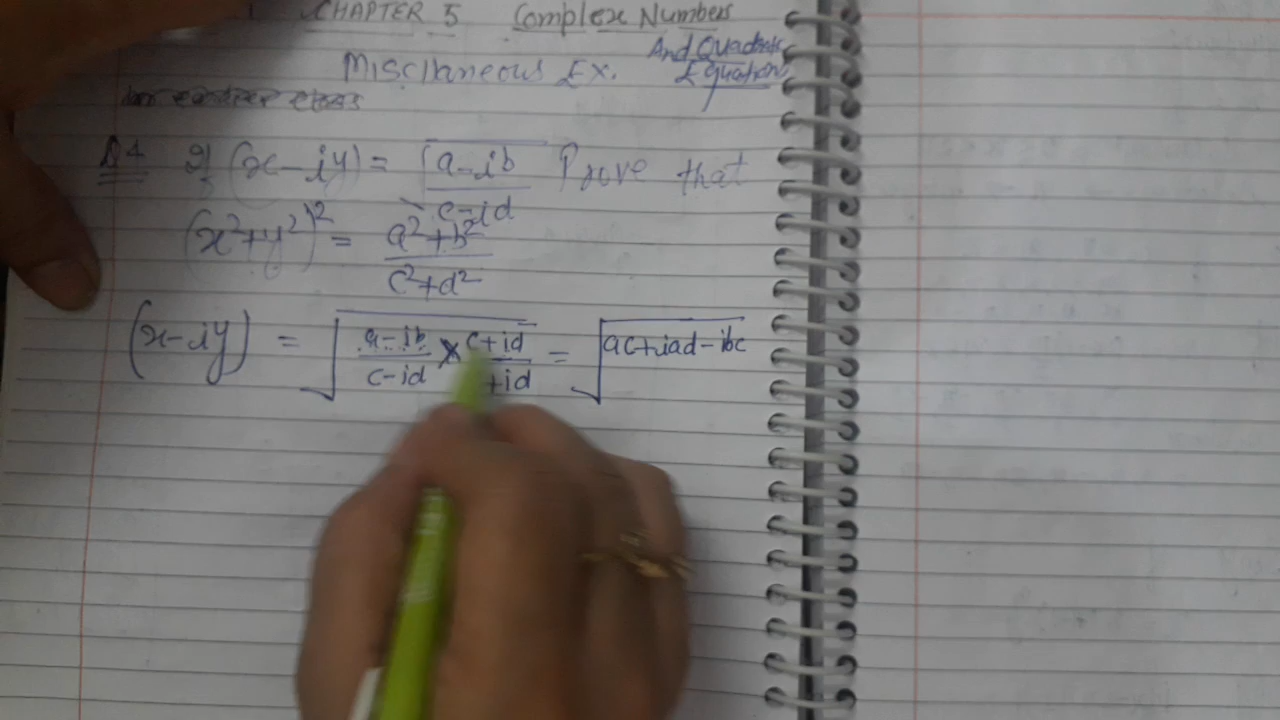 CHAPTER 5 Complex Numbers
And Quadratic
Miscllaneous Ex. Equations
Q4 If (x-iy) = √(a-ib/c-id) Prove that
(x²+y²)² = a²+b²/c²+d²
(x-iy) = √(a-ib/c-id × c+id/+id) = √ac+iad-ibc